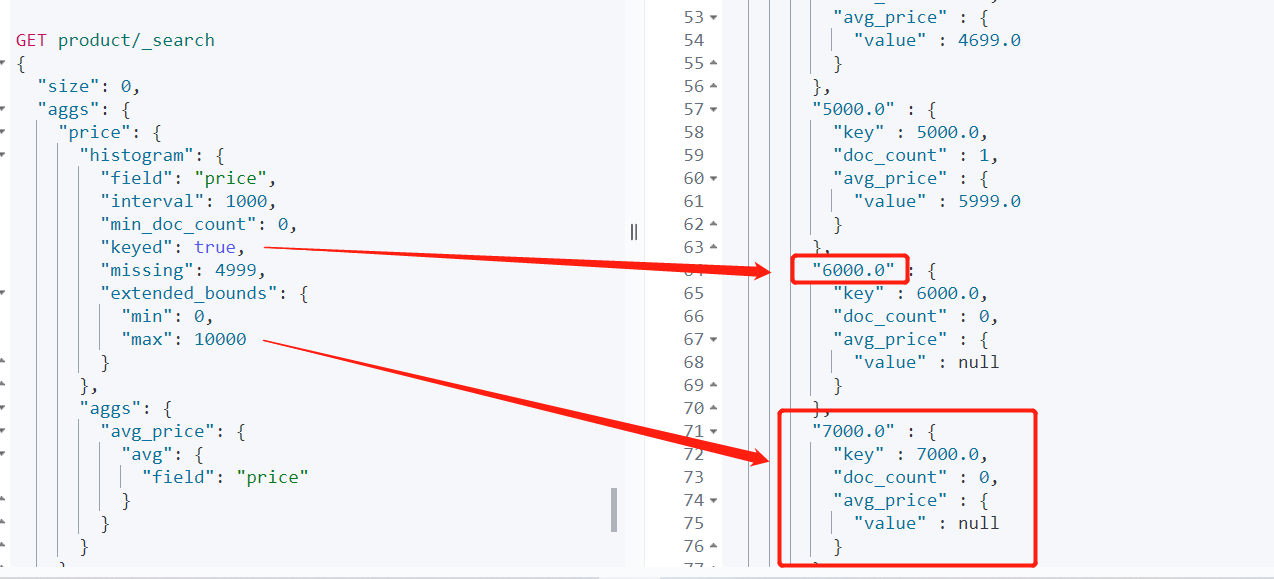 GET product/_search
{
"size": 0,
"aggs": {
"price": {
"histogram": {
"field": "price",
"interval": 1000,
"min_doc_count": 0,
"keyed": true,
"missing": 4999,
"extended_bounds": {
"min": 0,
"max": 10000
}
},
"aggs": {
"avg_price": {
"avg": {
"field": "price"
}
}
}
53 "avg_price" : {
54 "value" : 4699.0
55 }
56 },
57 "5000.0" : {
58 "key" : 5000.0,
59 "doc_count" : 1,
60 "avg_price" : {
61 "value" : 5999.0
62 }
63 },
64 "6000.0" : {
65 "key" : 6000.0,
66 "doc_count" : 0,
67 "avg_price" : {
68 "value" : null
69 }
70 },
71 "7000.0" : {
72 "key" : 7000.0,
73 "doc_count" : 0,
74 "avg_price" : {
75 "value" : null
76 }